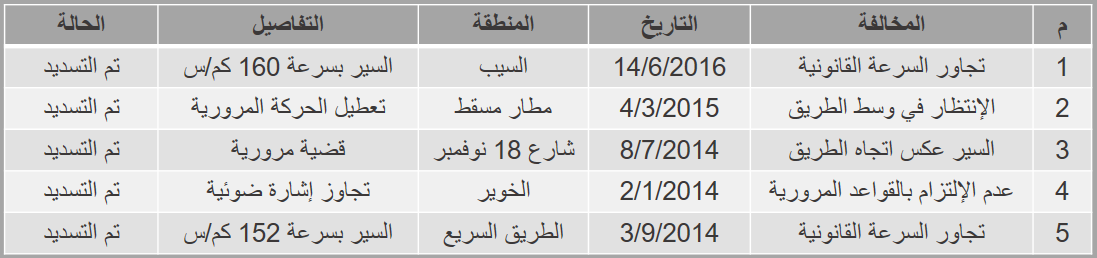 م المخالفة التاريخ المنطقة التفاصيل الحالة
1 تجاور السرعة القانونية 14/6/2016 السيب السير بسرعة 160 كم/س تم التسديد
2 الإنتظار في وسط الطريق 4/3/2015 مطار مسقط تعطيل الحركة المرورية تم التسديد
3 السير عكس اتجاه الطريق 8/7/2014 شارع 18 نوفمبر قضية مرورية تم التسديد
4 عدم الإلتزام بالقواعد المرورية 2/1/2014 الخوير تجاوز إشارة ضوئية تم التسديد
5 تجاور السرعة القانونية 3/9/2014 الطريق السريع السير بسرعة 152 كم/س تم التسديد